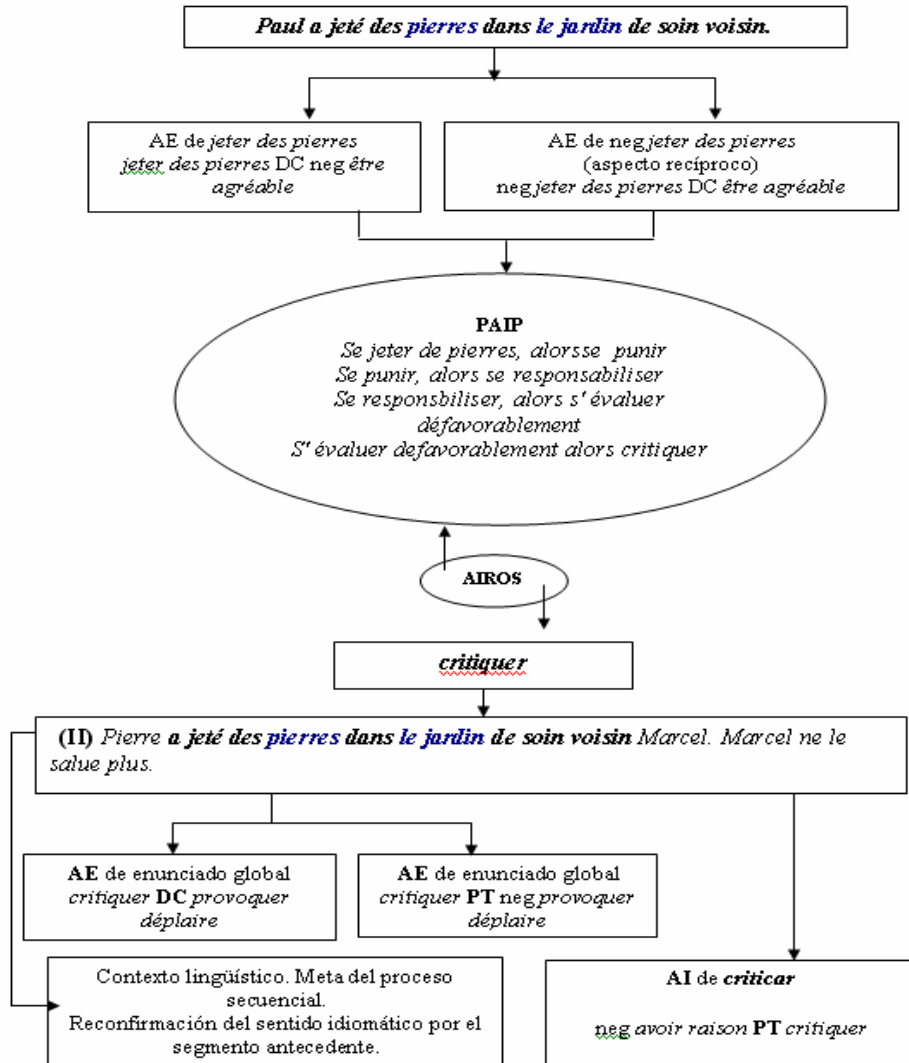 Paul a jeté des pierres dans le jardin de soin voisin.
AE de jeter des pierres
jeter des pierres DC neg être
agréable
AE de neg jeter des pierres
(aspecto recíproco)
neg jeter des pierres DC être agréable
PAIP
Se jeter de pierres, alorsse punir
Se punir, alors se responsabiliser
Se responsbiliser, alors s' évaluer
défavorablement
S' évaluer defavorablement alors critiquer
AIROS
critiquer
(II) Pierre a jeté des pierres dans le jardin de soin voisin Marcel. Marcel ne le
salue plus.
AE de enunciado global
critiquer DC provoquer
déplaire
AE de enunciado global
critiquer PT neg provoquer
déplaire
Contexto lingüístico. Meta del proceso
secuencial.
Reconfirmación del sentido idiomático por el
segmento antecedente.
AI de criticar
neg avoir raison PT critiquer